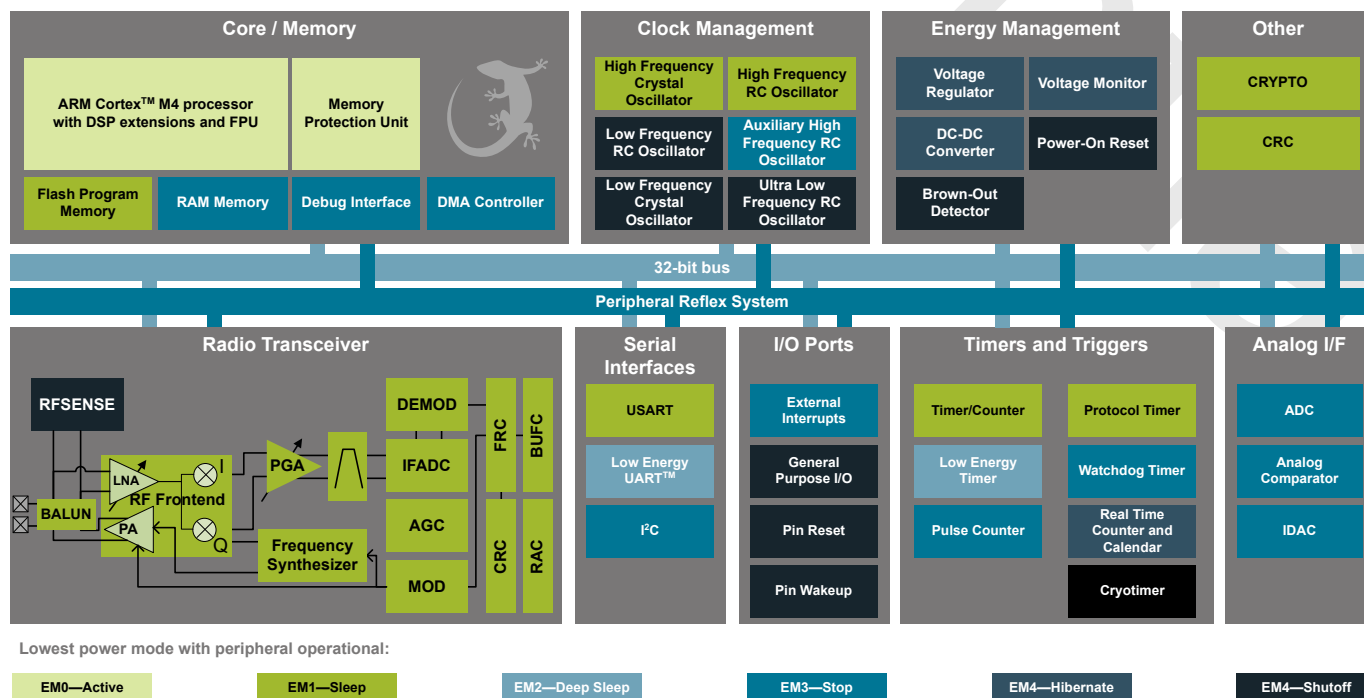 Core / Memory
Clock Management
Energy Management
Other
ARM Cortex™ M4 processor
with DSP extensions and FPU
Memory
Protection Unit
Flash Program
Memory
RAM Memory
Debug Interface
DMA Controller
High Frequency
Crystal
Oscillator
High Frequency
RC Oscillator
Low Frequency
RC Oscillator
Auxiliary High
Frequency RC
Oscillator
Low Frequency
Crystal
Oscillator
Ultra Low
Frequency RC
Oscillator
Voltage
Regulator
Voltage Monitor
DC-DC
Converter
Power-On Reset
Brown-Out
Detector
CRYPTO
CRC
32-bit bus
Peripheral Reflex System
Radio Transceiver
RFSENSE
LNA
RF Frontend
I
BALUN
PA
Q
PGA
Frequency
Synthesizer
DEMOD
IFADC
AGC
MOD
FRC
BUFC
CRC
RAC
Serial
Interfaces
USART
Low Energy
UART™
I²C
I/O Ports
External
Interrupts
General
Purpose I/O
Pin Reset
Pin Wakeup
Timers and Triggers
Timer/Counter
Protocol Timer
Low Energy
Timer
Watchdog Timer
Pulse Counter
Real Time
Counter and
Calendar
Cryotimer
Analog I/F
ADC
Analog
Comparator
IDAC
Lowest power mode with peripheral operational:
EM0—Active
EM1—Sleep
EM2—Deep Sleep
EM3—Stop
EM4—Hibernate
EM4—Shutoff